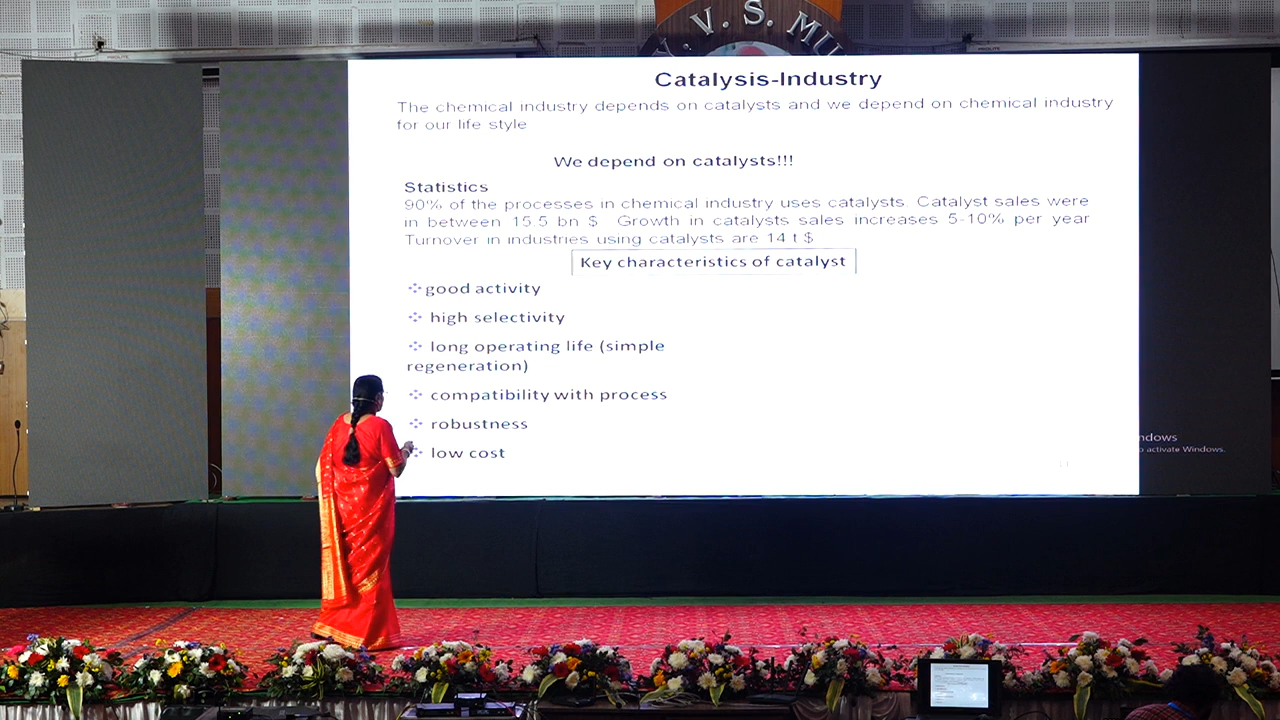 . V. S. MU
Catalysis-Industry
The chemical industry depends on catalysts and we depend on chemical industry
for our life style
We depend on catalysts!!!
Statistics
90% of the processes in chemical industry uses catalysts. Catalyst sales were
in between 15.5 bn $ Growth in catalysts sales increases 5-10% per year
Turnover in industries using catalysts are 14 t $
Key characteristics of catalyst
good activity
high selectivity
long operating life (simple
regeneration)
compatibility with process
robustness
low cost
ndows
o activate Windows.